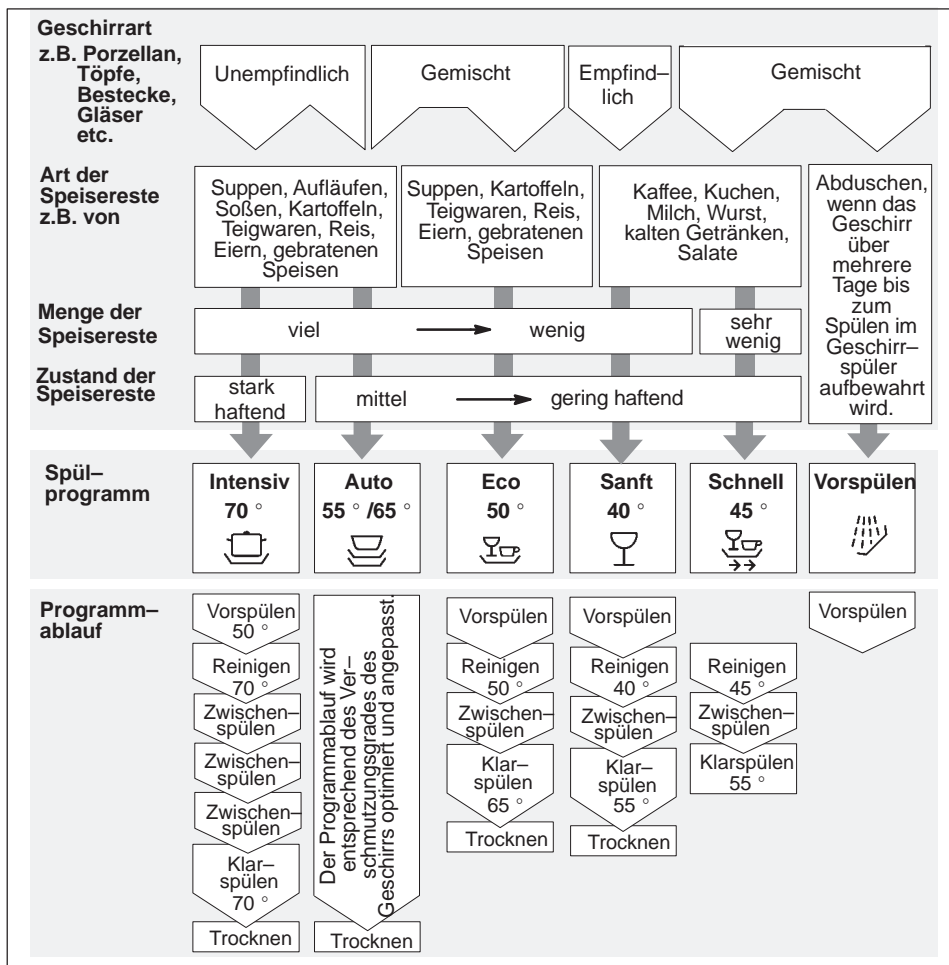 Geschirrart
z.B. Porzellan,
Töpfe,
Bestecke,
Gläser
etc.
Unempfindlich
Gemischt
Empfind–
lich
Gemischt
Art der
Speisereste
z.B. von
Suppen, Aufläufen,
Soßen, Kartoffeln,
Teigwaren, Reis,
Eiern, gebratenen
Speisen
Suppen, Kartoffeln,
Teigwaren, Reis,
Eiern, gebratenen
Speisen
Kaffee, Kuchen,
Milch, Wurst,
kalten Getränken,
Salate
Abduschen,
wenn das
Geschirr
über
mehrere
Tage bis
zum
Spülen im
Geschirr–
spüler
aufbewahrt
wird.
Menge der
Speisereste
viel
wenig
sehr
wenig
Zustand der
Speisereste
stark
haftend
mittel
gering haftend
Spül–
programm
Intensiv
70 °
Auto
55 ° /65 °
Eco
50 °
Sanft
40 °
Schnell
45 °
Vorspülen
Programm–
ablauf
Vorspülen
50 °
Reinigen
70 °
Zwischen–
spülen
Zwischen–
spülen
Zwischen–
spülen
Klar–
spülen
70 °
Trocknen
Der Programmablauf wird
entsprechend des Ver–
schmutzungsgrades des
Geschirrs optimiert und angepasst.
Trocknen
Vorspülen
Reinigen
50 °
Zwischen–
spülen
Klar–
spülen
65 °
Trocknen
Vorspülen
Reinigen
40 °
Zwischen–
spülen
Klar–
spülen
55 °
Trocknen
Reinigen
45 °
Zwischen–
spülen
Klarspülen
55 °
Vorspülen